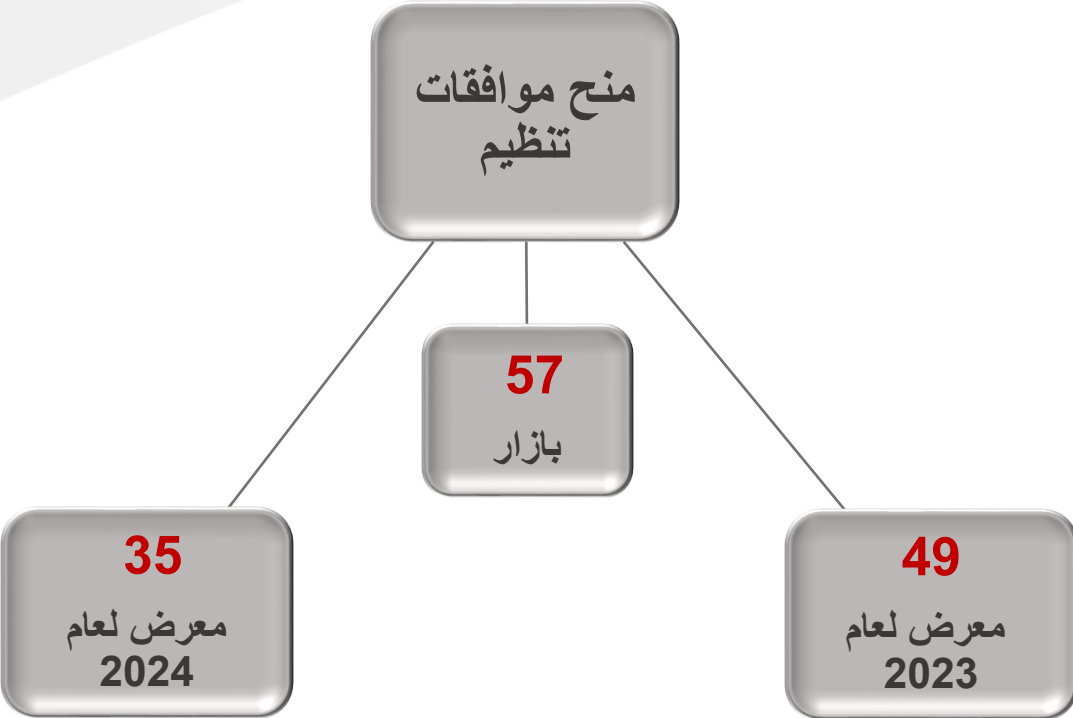 منح موافقات
تنظيم
57
بازار
49
معرض لعام
2023
35
معرض لعام
2024